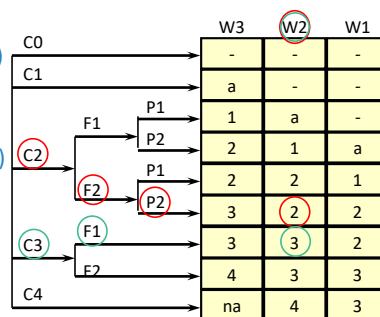 W3 W2 W1
C0 - - -
C1 a - -
F1 P1 1 a -
P2 2 1 a
C2 P1 2 2 1
F2 P2 3 2 2
C3 F1 3 3 2
F2 4 3 3
C4 na 4 3